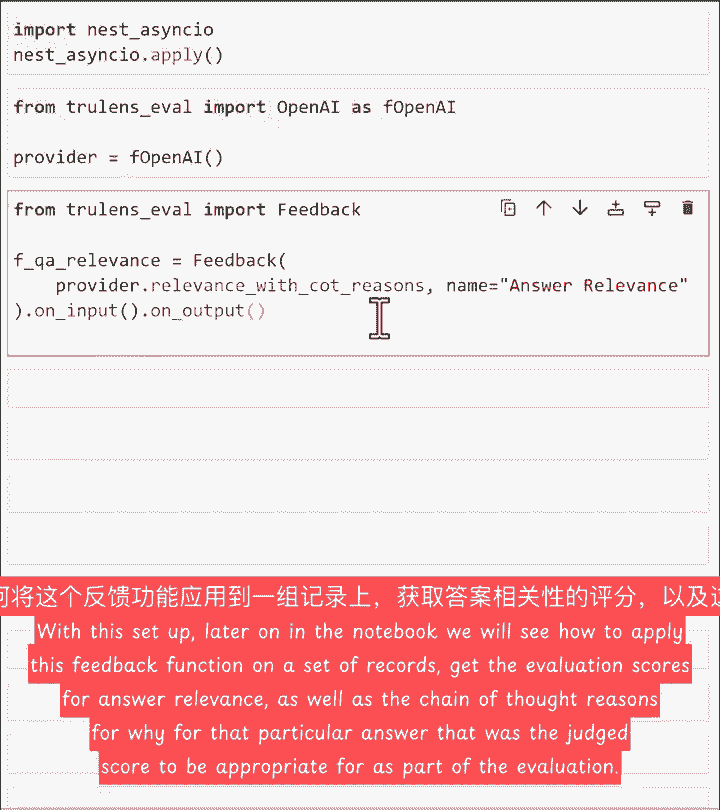 import nest_asyncio
nest_asyncio.apply()
from trulens_eval import OpenAI as fOpenAI
provider = fOpenAI()
from trulens_eval import Feedback
f_qa_relevance = Feedback(
    provider.relevance_with_cot_reasons, name="Answer Relevance"
).on_input().on_output()
何将这个反馈功能应用到一组记录上，获取答案相关性的评分，以及
With this set up, later on in the notebook we will see how to apply
this feedback function on a set of records, get the evaluation scores
for answer relevance, as well as the chain of thought reasons
for why for that particular answer that was the judged
score to be appropriate for as part of the evaluation.